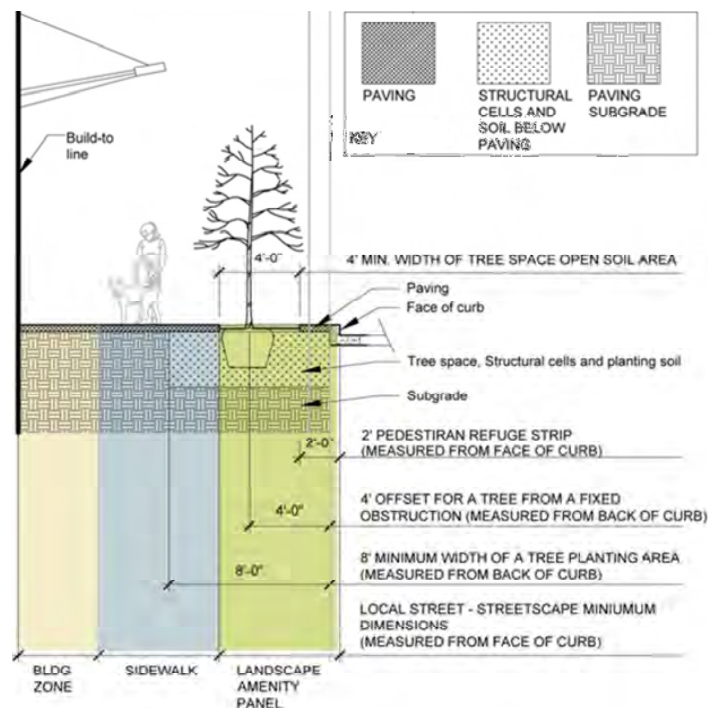 PAVING
STRUCTURAL
CELLS AND
SOIL BELOW
PAVING
PAVING
SUBGRADE
KEY
Build-to
line
4'-0"
4' MIN. WIDTH OF TREE SPACE OPEN SOIL AREA
Paving
Face of curb
Tree space, Structural cells and planting soil
Subgrade
2'-0"
2' PEDESTIRAN REFUGE STRIP
(MEASURED FROM FACE OF CURB)
4'-0"
4' OFFSET FOR A TREE FROM A FIXED
OBSTRUCTION (MEASURED FROM BACK OF CURB)
8'-0"
8' MINIMUM WIDTH OF A TREE PLANTING AREA
(MEASURED FROM BACK OF CURB)
LOCAL STREET - STREETSCAPE MINIUMUM
DIMENSIONS
(MEASURED FROM FACE OF CURB)
BLDG
ZONE
SIDEWALK
LANDSCAPE
AMENITY
PANEL